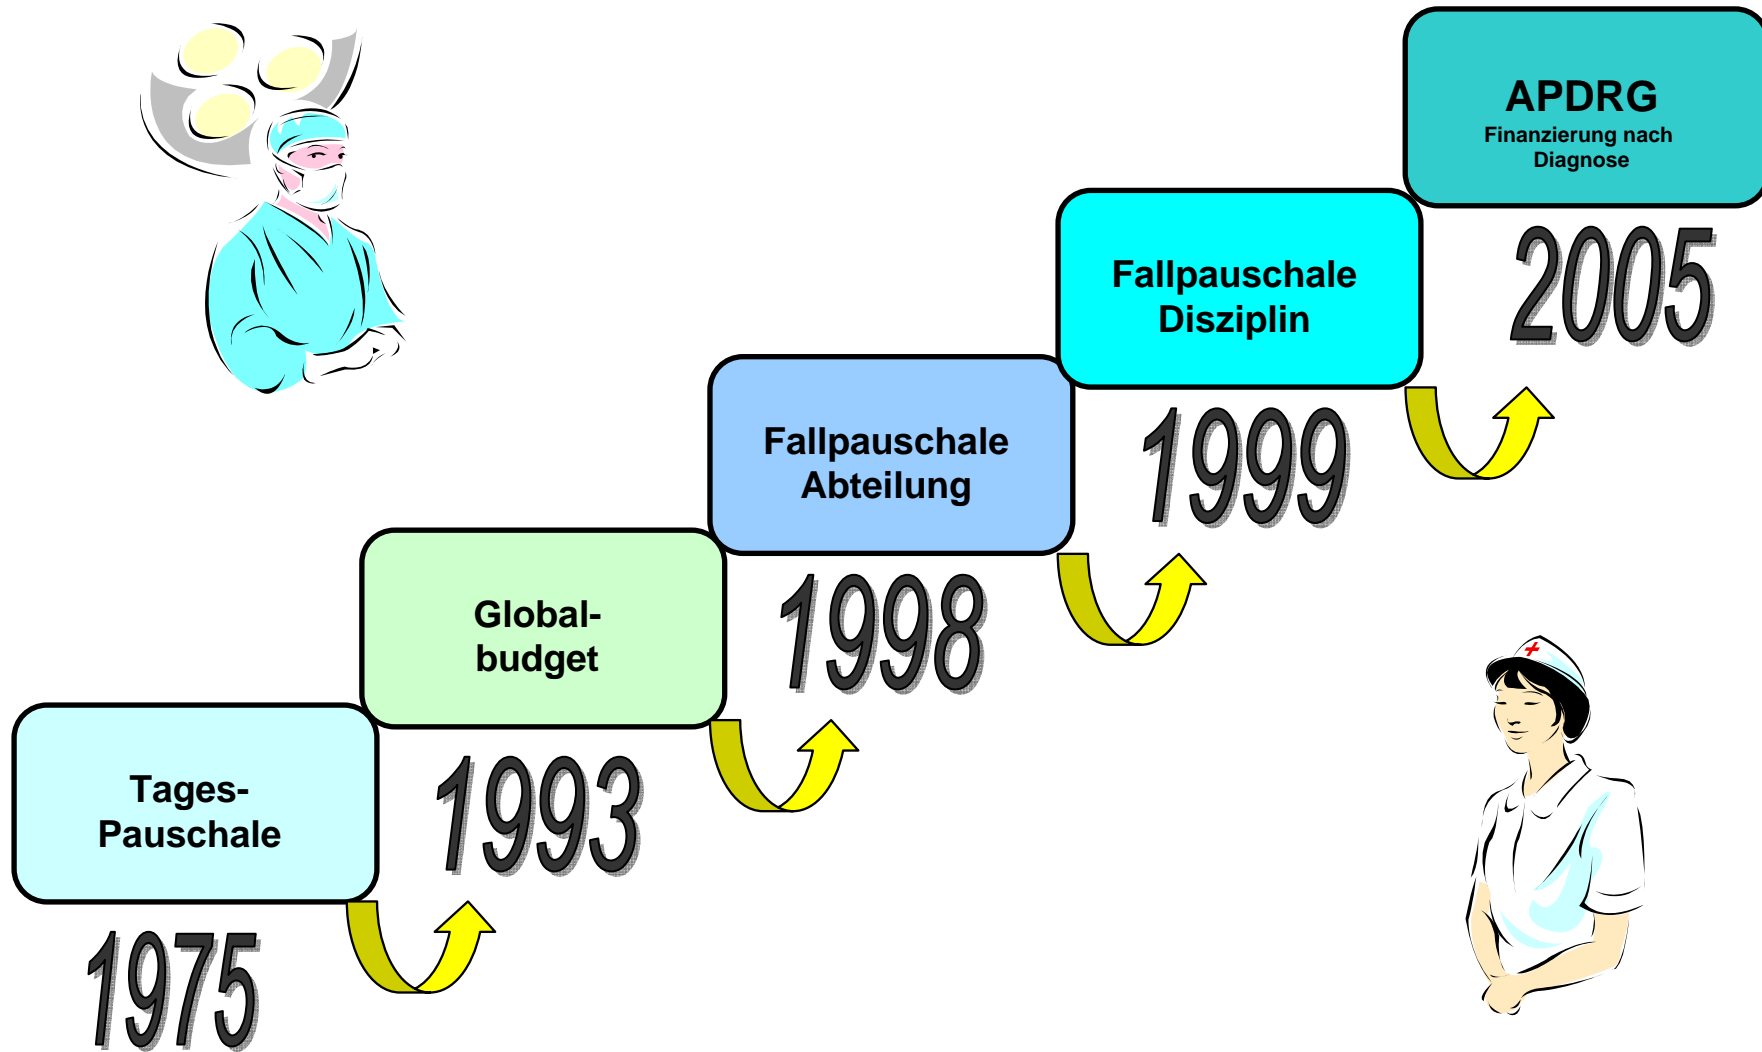 Tages-
Pauschale
1975
Global-
budget
1993
Fallpauschale
Abteilung
1998
Fallpauschale
Disziplin
1999
APDRG
Finanzierung nach
Diagnose
2005